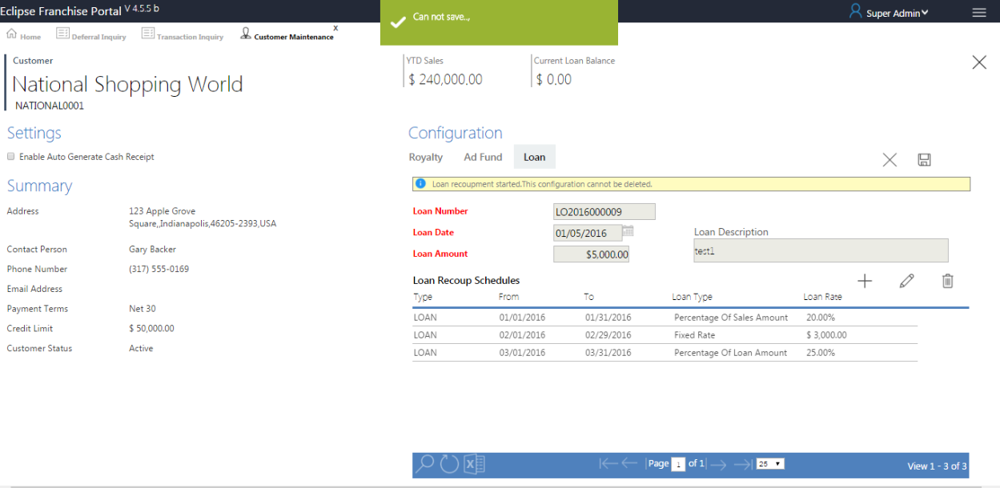 Eclipse Franchise Portal V 4.5.5 b
Can not save..,
Super Admin
Home
Deferral Inquiry
Transaction Inquiry
Customer Maintenance
x
Customer
National Shopping World
NATIONAL0001
YTD Sales
$ 240,000.00
Current Loan Balance
$ 0.00
Settings
Enable Auto Generate Cash Receipt
Summary
Address
123 Apple Grove
Square,,Indianapolis,46205-2393,USA
Contact Person
Gary Backer
Phone Number
(317) 555-0169
Email Address
Payment Terms
Net 30
Credit Limit
$ 50,000.00
Customer Status
Active
Configuration
Royalty
Ad Fund
Loan
Loan recoupment started.This configuration cannot be deleted.
Loan Number
LO2016000009
Loan Date
01/05/2016
Loan Amount
$5,000.00
Loan Description
test1
Loan Recoup Schedules
Type From To Loan Type Loan Rate
LOAN 01/01/2016 01/31/2016 Percentage Of Sales Amount 20.00%
LOAN 02/01/2016 02/29/2016 Fixed Rate $ 3,000.00
LOAN 03/01/2016 03/31/2016 Percentage Of Loan Amount 25.00%
X
Page 1 of 1
25
View 1 - 3 of 3